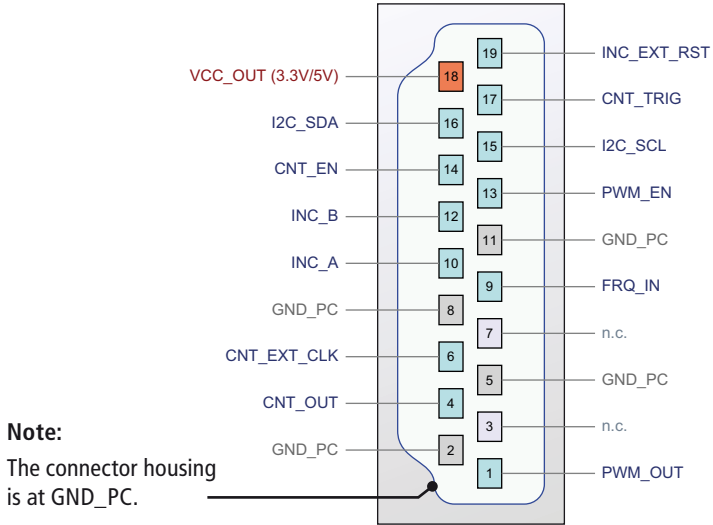 19 INC_EXT_RST
VCC_OUT (3.3V/5V) 18
17 CNT_TRIG
I2C_SDA 16
15 I2C_SCL
CNT_EN 14
13 PWM_EN
INC_B 12
11 GND_PC
INC_A 10
9 FRQ_IN
GND_PC 8
7 n.c.
CNT_EXT_CLK 6
5 GND_PC
CNT_OUT 4
3 n.c.
GND_PC 2
1 PWM_OUT
Note:
The connector housing
is at GND_PC.